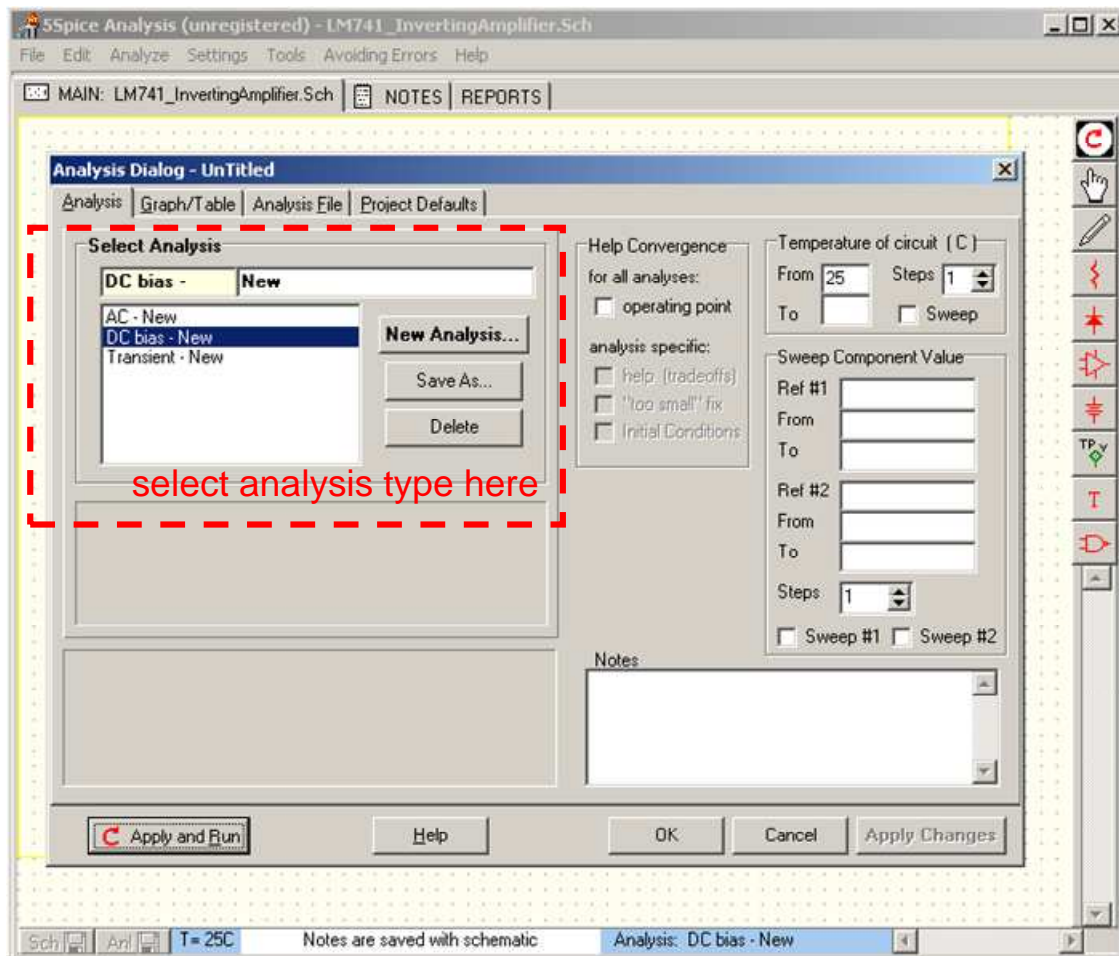 5Spice Analysis (unregistered) - LM741_InvertingAmplifier.Sch
File Edit Analyze Settings Tools Avoiding Errors Help
MAIN: LM741_InvertingAmplifier.Sch NOTES REPORTS
Analysis Dialog - UnTitled
Analysis Graph/Table Analysis File Project Defaults
Select Analysis
DC bias - New
AC - New
DC bias - New
Transient - New
New Analysis...
Save As...
Delete
select analysis type here
Help Convergence
for all analyses:
operating point
analysis specific:
help (tradeoffs)
"too small" fix
Initial Conditions
Temperature of circuit ( C )
From 25 Steps 1
To Sweep
Sweep Component Value
Ref #1
From
To
Ref #2
From
To
Steps 1
Sweep #1 Sweep #2
Notes
C Apply and Run Help OK Cancel Apply Changes
C
TP V
T
Sch Anl T= 25C Notes are saved with schematic Analysis: DC bias - New